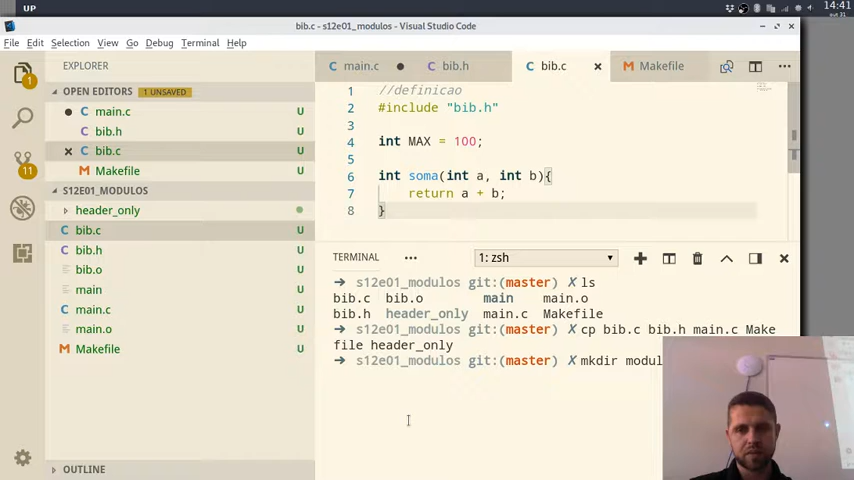 UP
14:41
out 31
bib.c - s12e01_modulos - Visual Studio Code
File Edit Selection View Go Debug Terminal Help
EXPLORER
OPEN EDITORS 1 UNSAVED
main.c U
bib.h U
bib.c U
Makefile U
S12E01_MODULOS
header_only
bib.c U
bib.h U
bib.o U
main U
main.c U
main.o U
Makefile U
OUTLINE
1
11
main.c bib.h bib.c Makefile
1 //definicao
2 #include "bib.h"
3
4 int MAX = 100;
5
6 int soma(int a, int b){
7 return a + b;
8 }
TERMINAL 1: zsh
➜ s12e01_modulos git:(master) ✗ ls
bib.c bib.o main main.o
bib.h header_only main.c Makefile
➜ s12e01_modulos git:(master) ✗ cp bib.c bib.h main.c Make
file header_only
➜ s12e01_modulos git:(master) ✗ mkdir modul